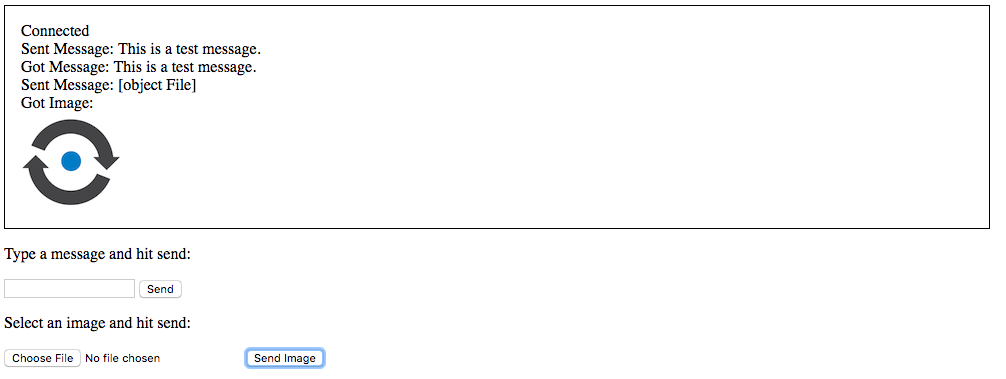 Connected
Sent Message: This is a test message.
Got Message: This is a test message.
Sent Message: [object File]
Got Image:
Type a message and hit send:
Send
Select an image and hit send:
Choose File No file chosen Send Image